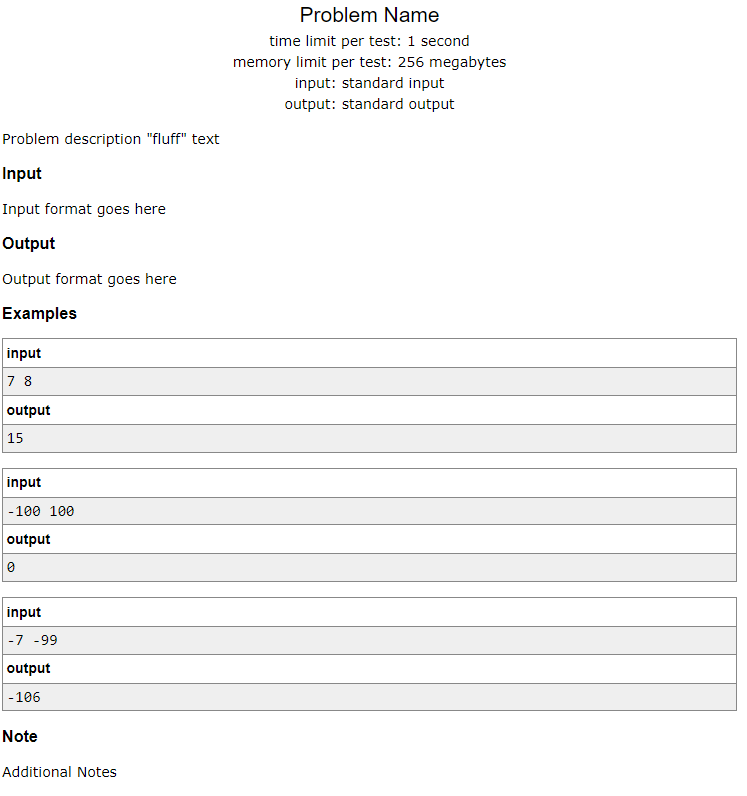 Problem Name
time limit per test: 1 second
memory limit per test: 256 megabytes
input: standard input
output: standard output
Problem description "fluff" text
Input
Input format goes here
Output
Output format goes here
Examples
input
7 8
output
15
input
-100 100
output
0
input
-7 -99
output
-106
Note
Additional Notes